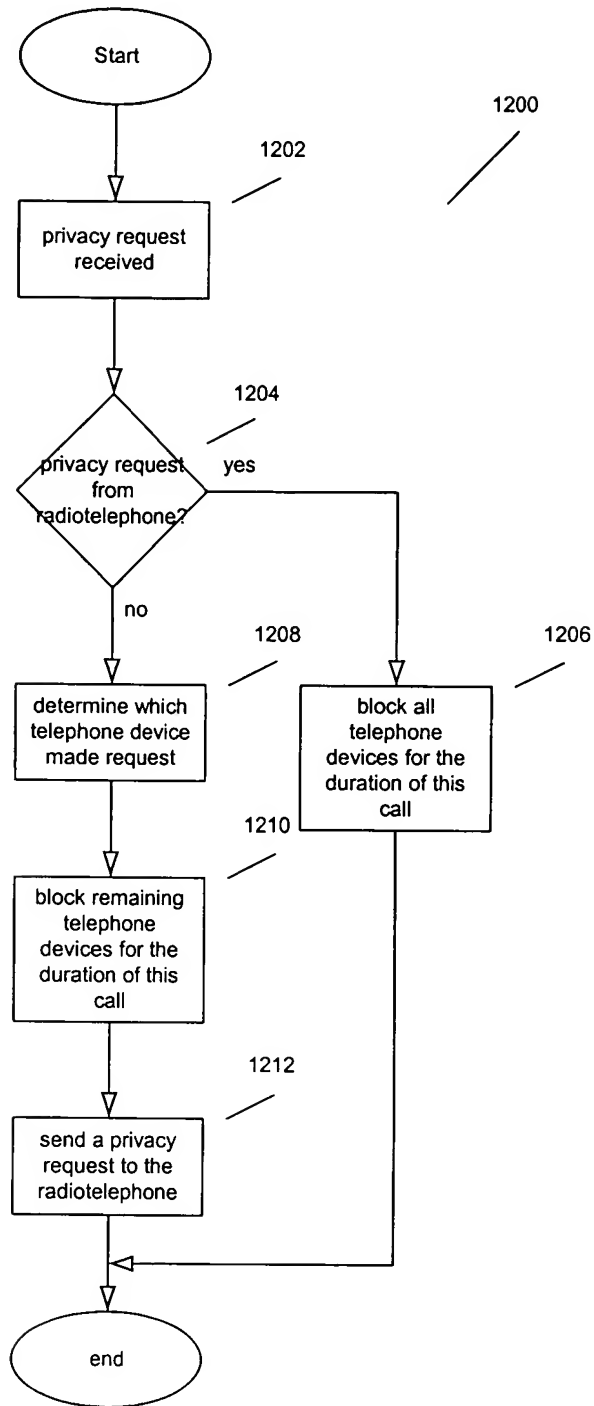 Start
1200
1202
privacy request
received
1204
privacy request
from
radiotelephone?
yes
no
1208
determine which
telephone device
made request
1206
block all
telephone
devices for the
duration of this
call
1210
block remaining
telephone
devices for the
duration of this
call
1212
send a privacy
request to the
radiotelephone
end